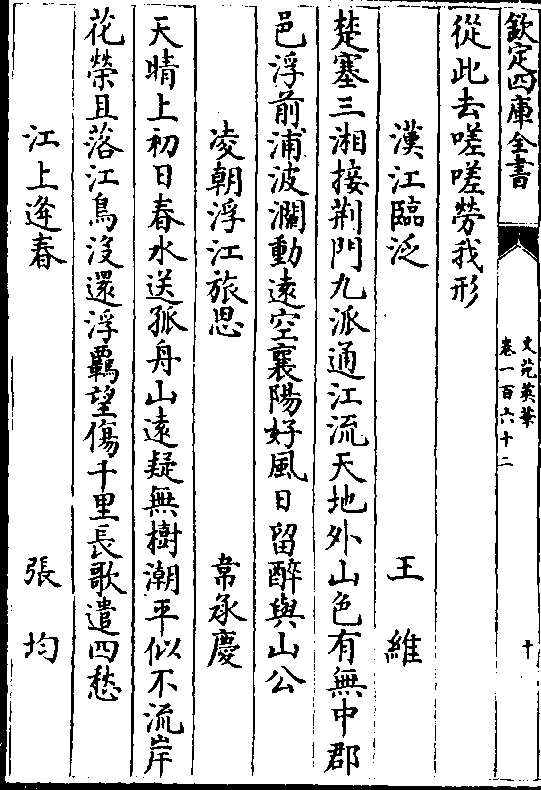 欽定四庫全書
文苑英華
卷一百六十二
十
從此去嗟嗟勞我形
漢江臨泛 王維
楚塞三湘接荆門九派通江流天地外山色有無中郡
邑浮前浦波瀾動遠空襄陽好風日留醉與山公
凌朝浮江旅思 韋承慶
天晴上初日春水送孤舟山遠疑無樹潮平似不流岸
花榮且落江鳥没還浮羈望傷千里長歌遣四愁
江上逢春 張均